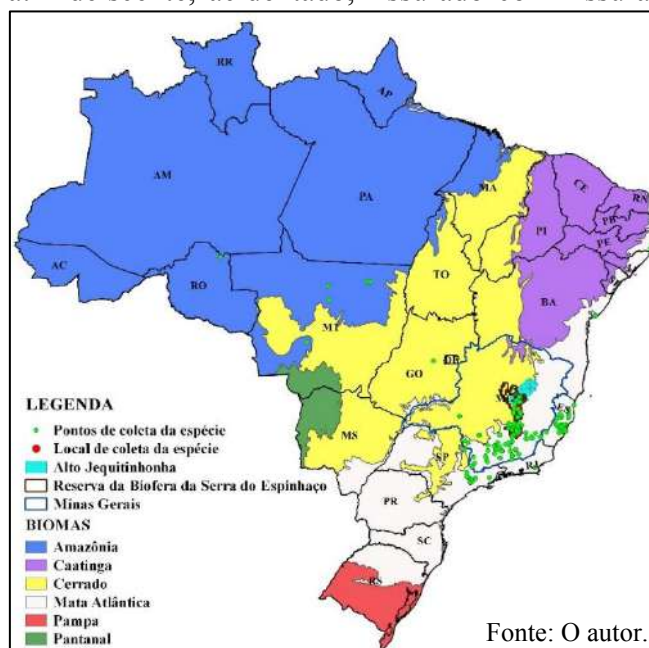 RR
AP
AM
PA
MA
CE
RN
PB
PE
PI
AC
RO
TO
BA
MT
GO
DF
MS
ES
SP
RJ
PR
SC
RS
LEGENDA
Pontos de coleta da espécie
Local de coleta da espécie
Alto Jequitinhonha
Reserva da Biofera da Serra do Espinhaço
Minas Gerais
BIOMAS
Amazônia
Caatinga
Cerrado
Mata Atlântica
Pampa
Pantanal
Fonte: O autor.